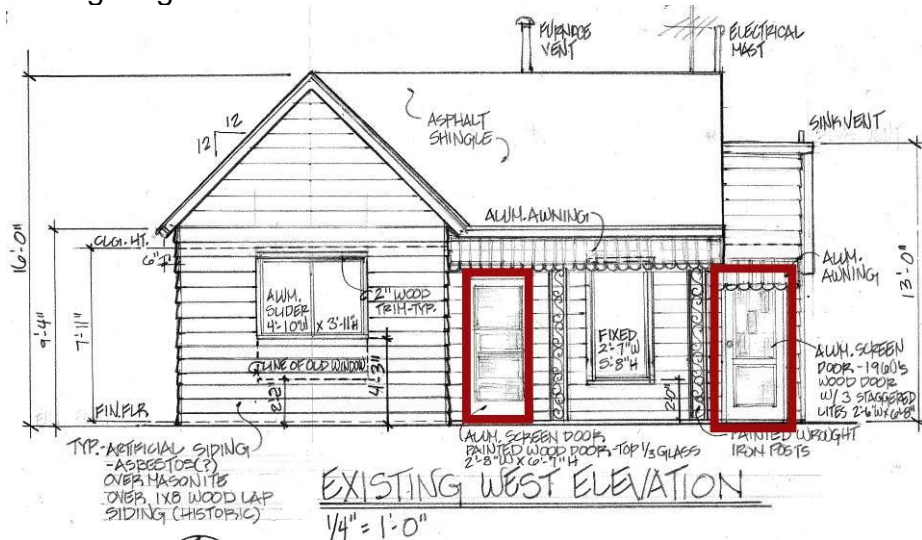 FURNACE
VENT
ELECTRICAL
MAST
SINK VENT
12
12
ASPHALT
SHINGLE
ALUM. AWNING
ALUM.
AWNING
16'-0"
9'-4"
7'-11"
13'-0"
CLG. HT.
6"
ALUM.
SLIDER
4'-10"W x 3'-11"H
2" WOOD
TRIM-TYP.
LINE OF OLD WINDOW
2'-2"
4'-3"
FIXED
2'-7"W
5'-8"H
20"
ALUM. SCREEN
DOOR - 1960'S
WOOD DOOR
W/ 3 STAGGERED
LITES 2'-6"W x 6'-8"H
FIN. FLR
TYP. - ARTIFICIAL SIDING
- ASBESTOS(?)
OVER MASONITE
OVER 1X8 WOOD LAP
SIDING (HISTORIC)
ALUM. SCREEN DOOR
PAINTED WOOD DOOR - TOP 1/3 GLASS
2'-8"W X 6'-7"H
PAINTED WROUGHT
IRON POSTS
EXISTING WEST ELEVATION
1/4" = 1'-0"